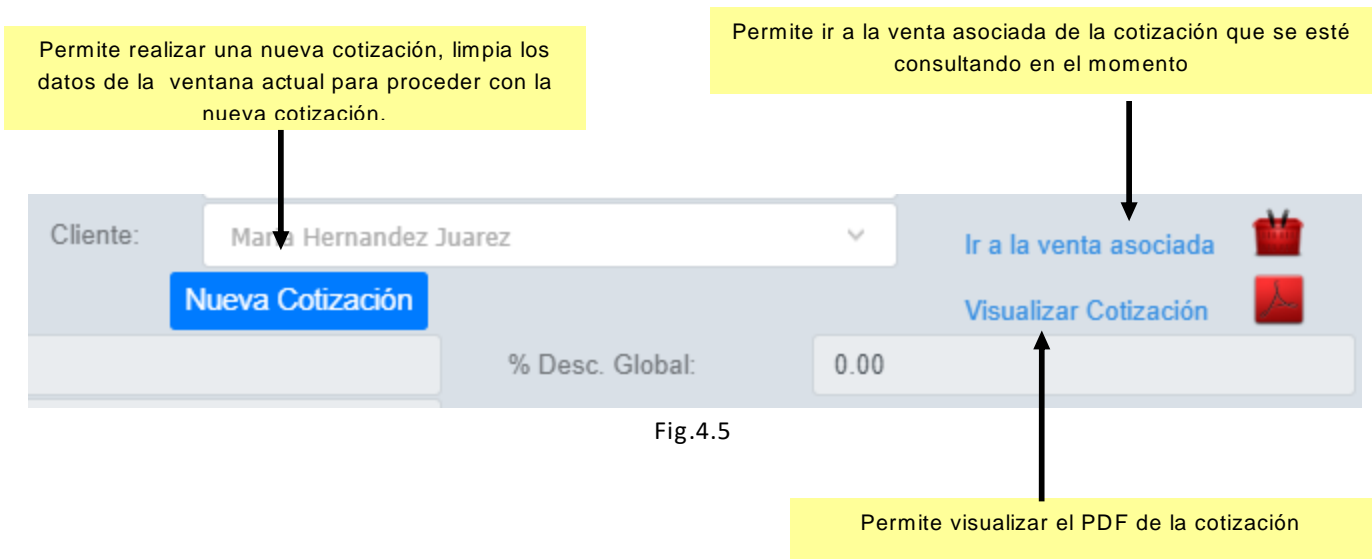 Permite realizar una nueva cotización, limpia los
datos de la ventana actual para proceder con la
nueva cotización.
Permite ir a la venta asociada de la cotización que se esté
consultando en el momento
Cliente:
Maria Hernandez Juarez
Ir a la venta asociada
Nueva Cotización
Visualizar Cotización
% Desc. Global:
0.00
Fig.4.5
Permite visualizar el PDF de la cotización